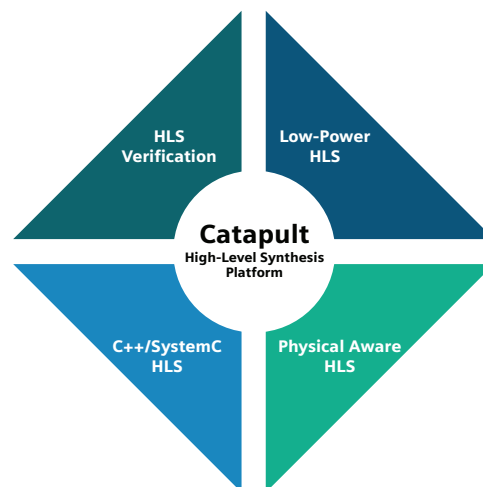 HLS
Verification
Low-Power
HLS
Catapult
High-Level Synthesis
Platform
C++/SystemC
HLS
Physical Aware
HLS